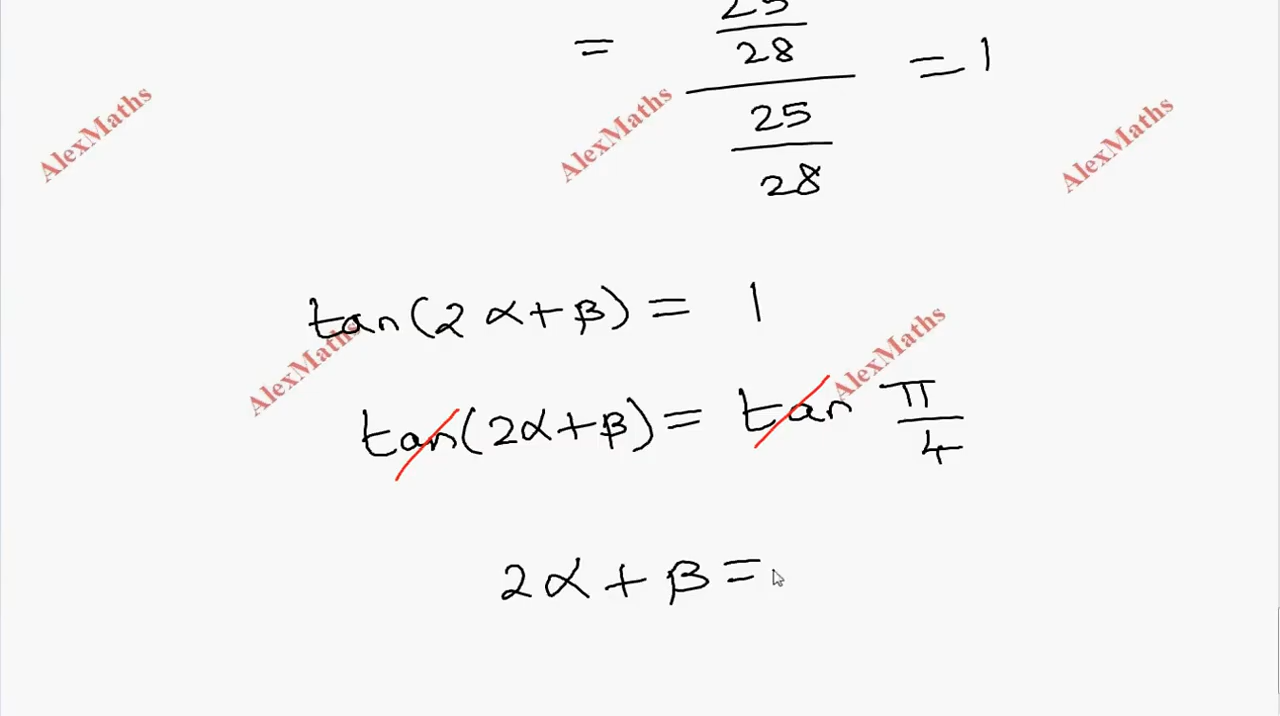 = 25/28 / 25/28 = 1
AlexMaths AlexMaths AlexMaths
tan(2α+β) = 1
AlexMaths AlexMaths
tan(2α+β) = tan π/4
2α + β =